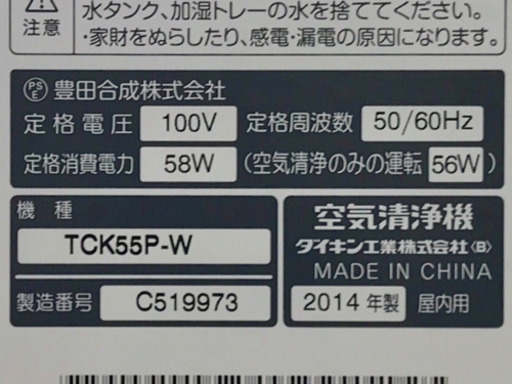 水タンク、加湿トレーの水を捨ててください。
注意 ・家財をぬらしたり、感電・漏電の原因になります。
PSE 豊田合成株式会社
定格電圧 100V 定格周波数 50/60Hz
定格消費電力 58W (空気清浄のみの運転 56W)
機種
TCK55P-W
製造番号 C519973
空気清浄機
ダイキン工業株式会社〈B〉
MADE IN CHINA
2014年製 屋内用